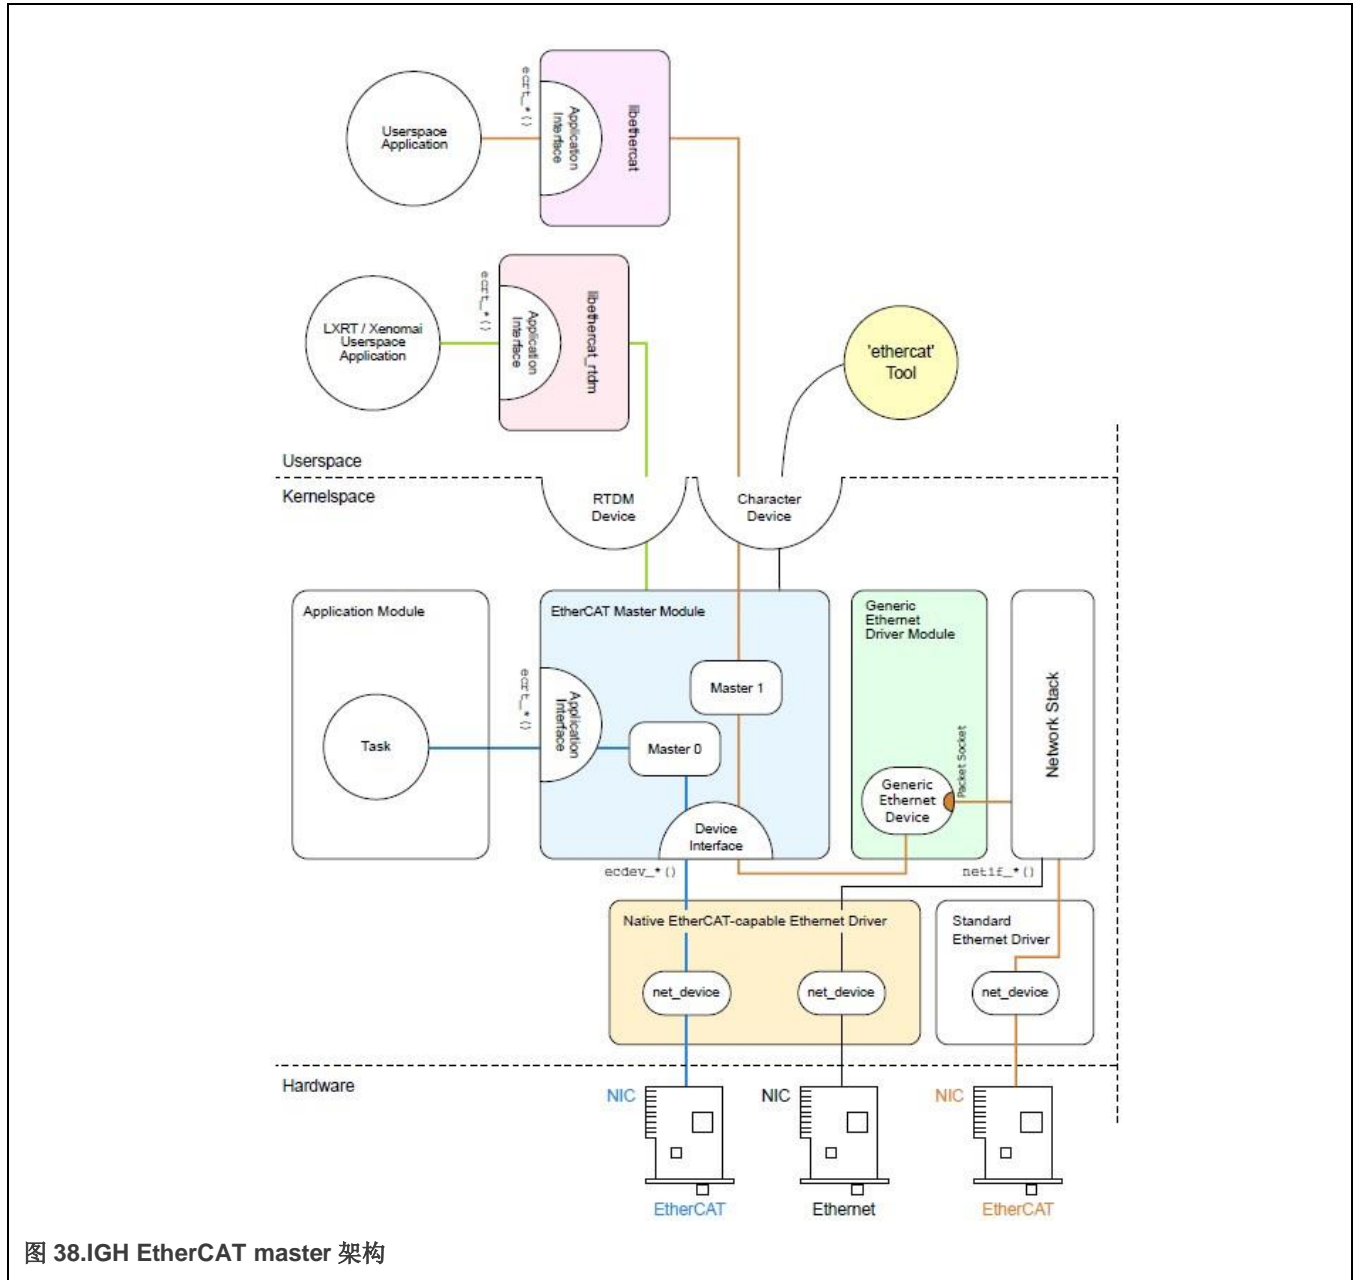 ecrt_*()
Application
Interface
libethercat
Userspace
Application
ecrt_*()
Application
Interface
libethercat_rtdm
LXRT / Xenomai
Userspace
Application
'ethercat'
Tool
Userspace
Kernelspace
RTDM
Device
Character
Device
Application Module
EtherCAT Master Module
Generic
Ethernet
Driver Module
ecrt_*()
Application
Interface
Master 1
Network Stack
Task
Master 0
Packet Socket
Generic
Ethernet
Device
Device
Interface
ecdev_*()
netif_*()
Native EtherCAT-capable Ethernet Driver
Standard
Ethernet Driver
net_device
net_device
net_device
Hardware
NIC
NIC
NIC
EtherCAT
Ethernet
EtherCAT
图 38.IGH EtherCAT master 架构